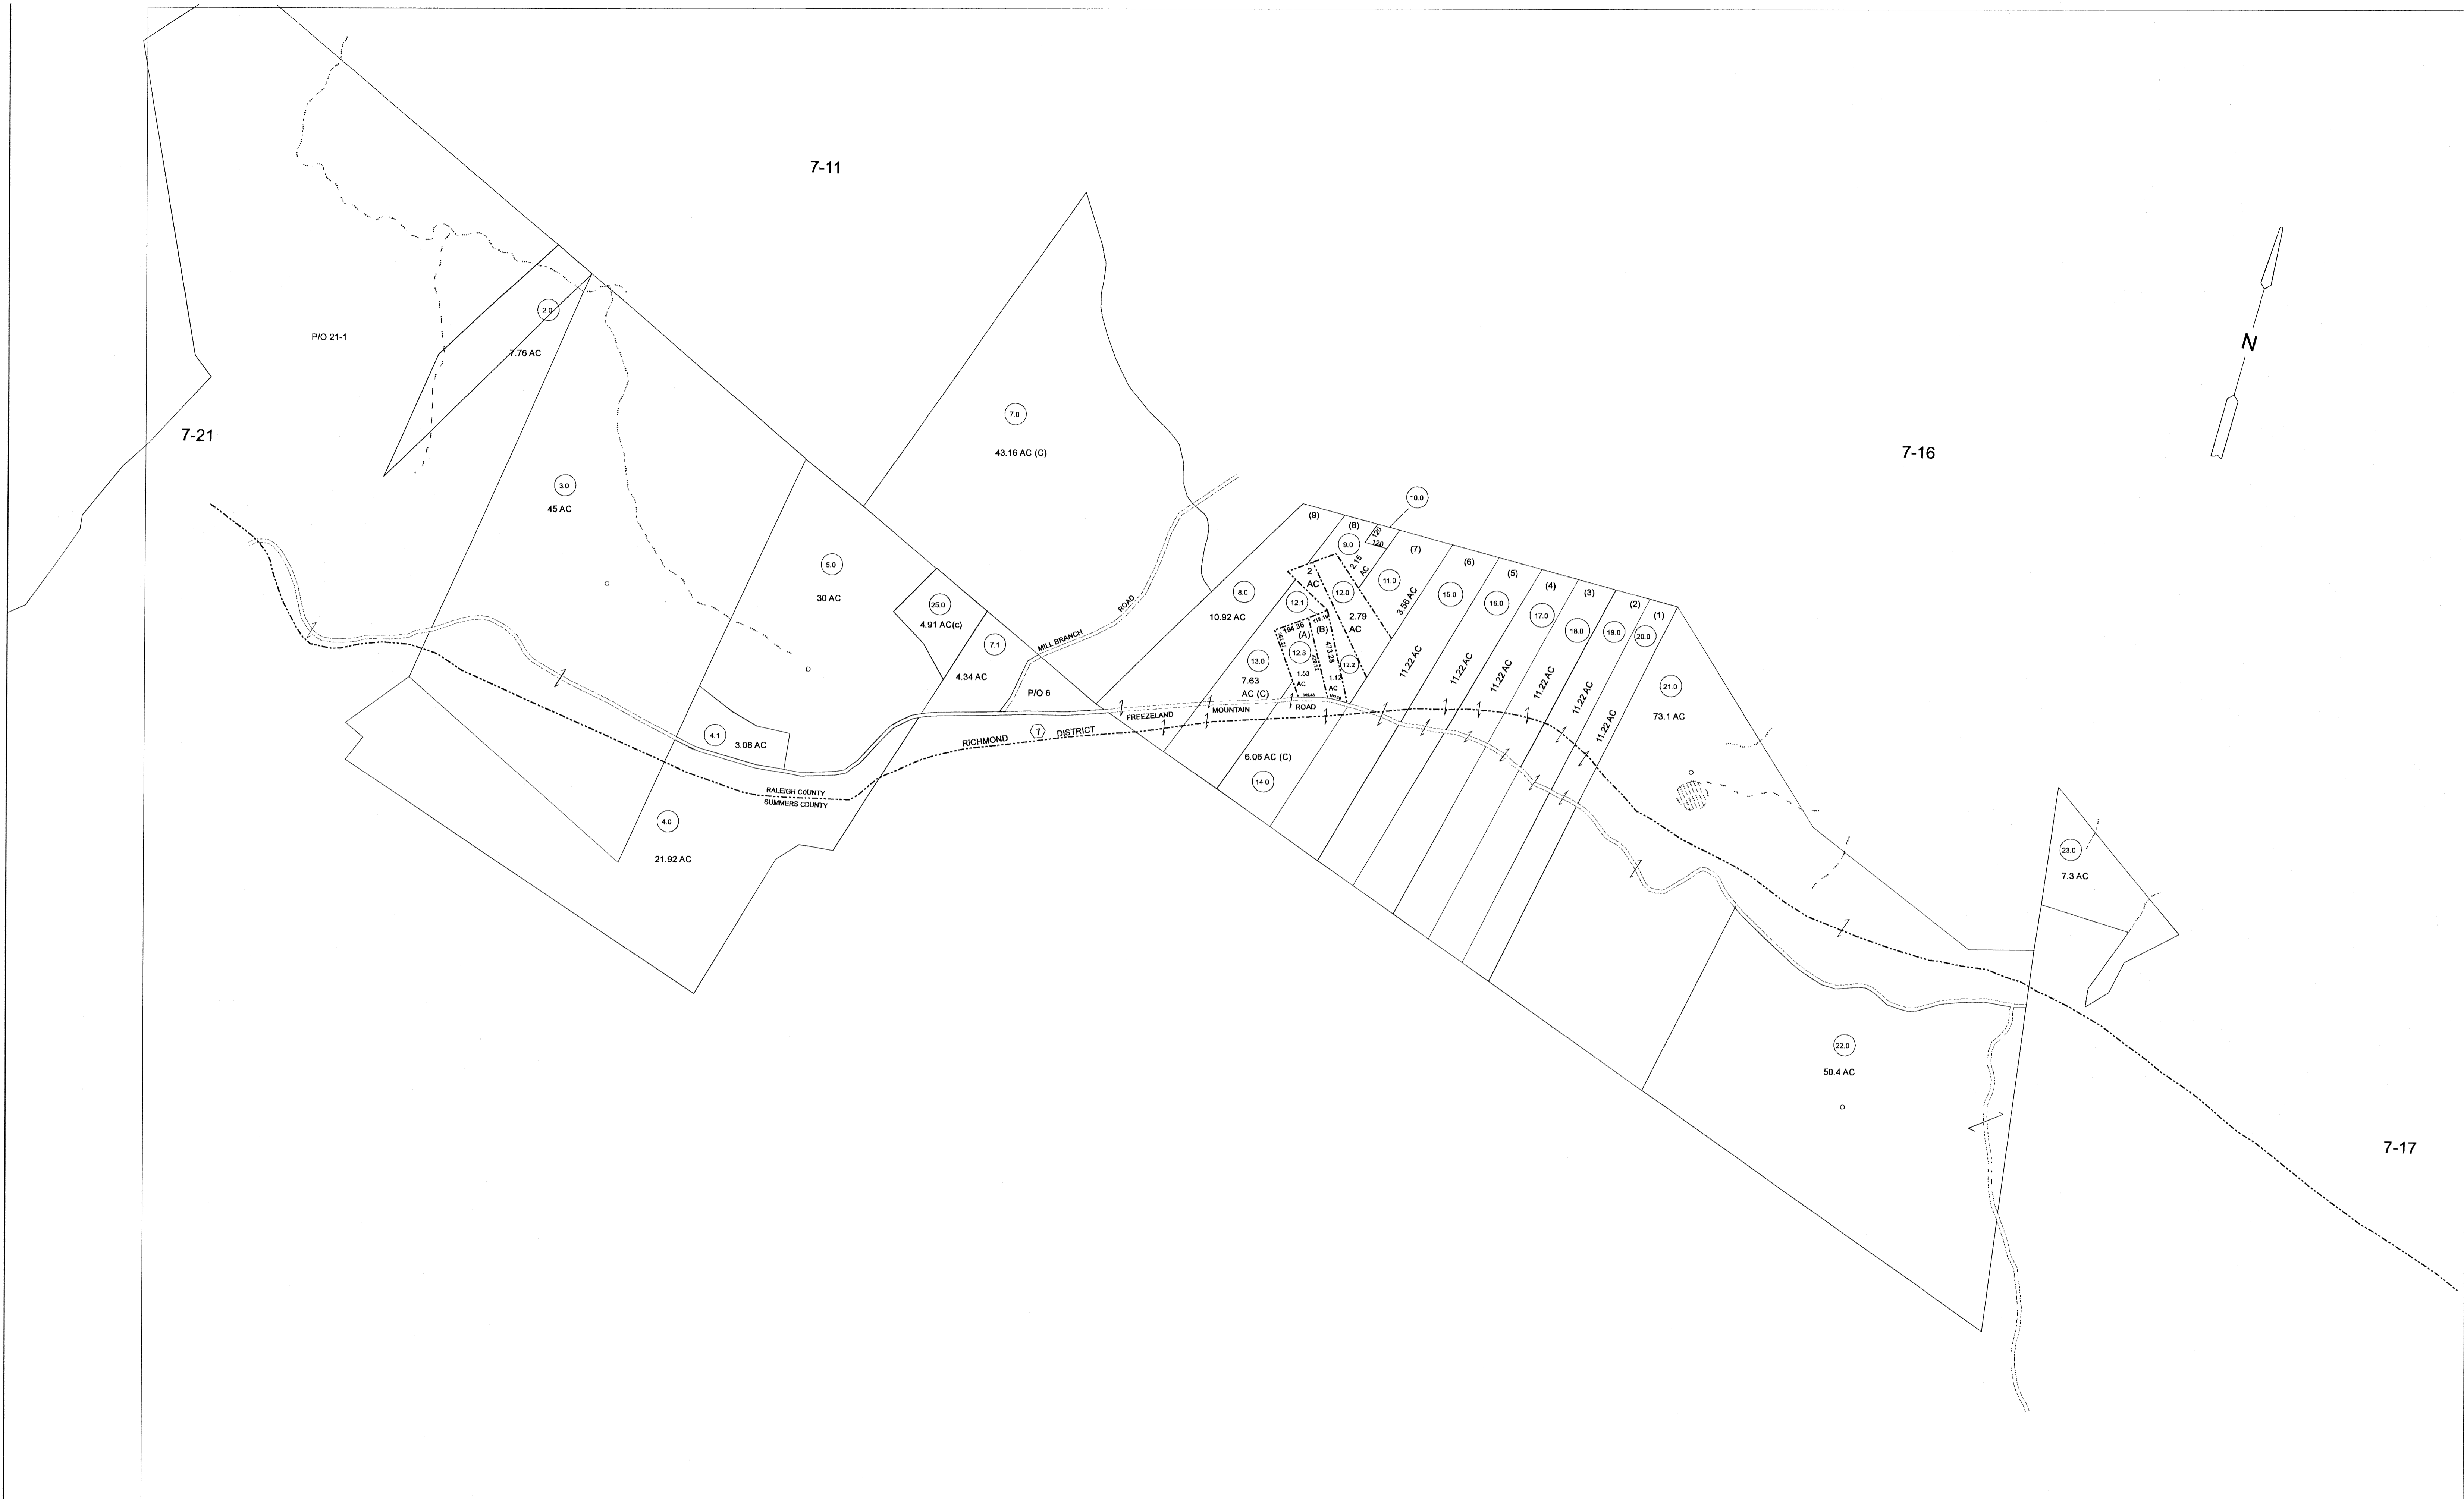 7-11
N
2.0
P/O 21-1
7.76 AC
7.0
7-21
43.16 AC (C)
7-16
3.0
45 AC
10.0
(9)
(8)
120
120
9.0
(7)
2.15
AC
(6)
(5)
(4)
(3)
(2)
(1)
5.0
30 AC
2
AC
11.0
8.0
10.92 AC
12.0
3.56 AC
15.0
16.0
17.0
18.0
19.0
20.0
25.0
4.91 AC(c)
MILL BRANCH
ROAD
12.1
2.79
AC
194.36
(A)
(B)
473.28
12.3
12.2
7.1
4.34 AC
P/O 6
13.0
7.63
AC (C)
1.53
AC
1.12
AC
11.22 AC
11.22 AC
11.22 AC
11.22 AC
11.22 AC
11.22 AC
21.0
73.1 AC
FREEZELAND
MOUNTAIN
ROAD
RICHMOND
7
DISTRICT
4.1
3.08 AC
6.06 AC (C)
14.0
RALEIGH COUNTY
SUMMERS COUNTY
4.0
21.92 AC
23.0
7.3 AC
22.0
50.4 AC
7-17